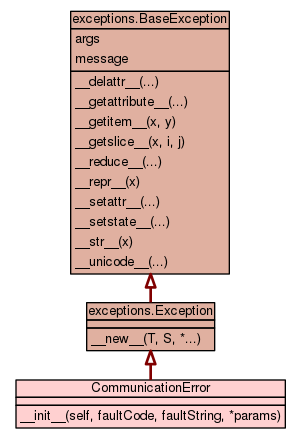 exceptions.BaseException
args
message
__delattr__(...)
__getattribute__(...)
__getitem__(x, y)
__getslice__(x, i, j)
__reduce__(...)
__repr__(x)
__setattr__(...)
__setstate__(...)
__str__(x)
__unicode__(...)
exceptions.Exception
__new__(T, S, *...)
CommunicationError
__init__(self, faultCode, faultString, *params)